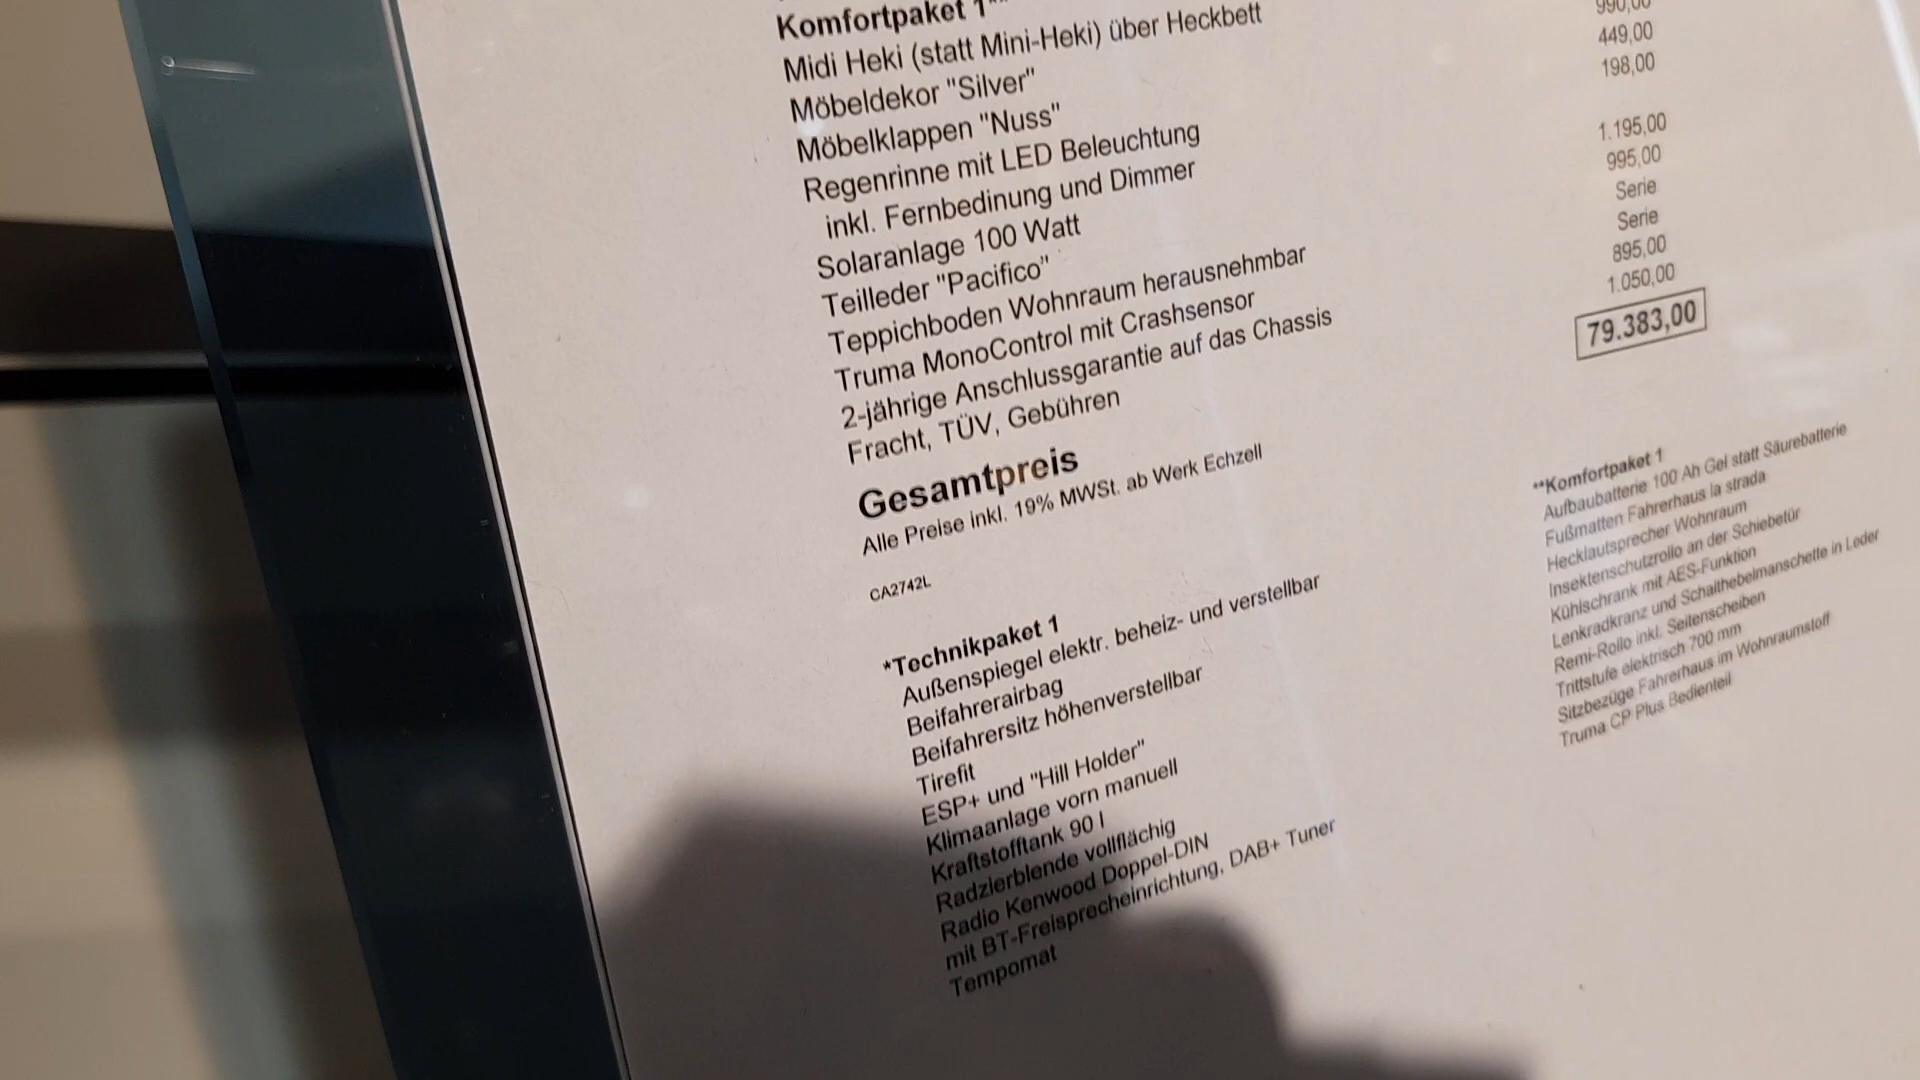 Komfortpaket 1**
Midi Heki (statt Mini-Heki) über Heckbett 990,00
Möbeldekor "Silver" 449,00
Möbelklappen "Nuss" 198,00
Regenrinne mit LED Beleuchtung
inkl. Fernbedinung und Dimmer 1.195,00
Solaranlage 100 Watt 995,00
Teilleder "Pacifico" Serie
Teppichboden Wohnraum herausnehmbar Serie
Truma MonoControl mit Crashsensor
2-jährige Anschlussgarantie auf das Chassis 895,00
Fracht, TÜV, Gebühren 1.050,00
Gesamtpreis 79.383,00
Alle Preise inkl. 19% MWSt. ab Werk Echzell
CA2742L
*Technikpaket 1
Außenspiegel elektr. beheiz- und verstellbar
Beifahrerairbag
Beifahrersitz höhenverstellbar
Tirefit
ESP+ und "Hill Holder"
Klimaanlage vorn manuell
Kraftstofftank 90 l
Radzierblende vollflächig
Radio Kenwood Doppel-DIN
mit BT-Freisprecheinrichtung, DAB+ Tuner
Tempomat
**Komfortpaket 1
Aufbaubatterie 100 Ah Gel statt Säurebatterie
Fußmatten Fahrerhaus la strada
Hecklautsprecher Wohnraum
Insektenschutzrollo an der Schiebetür
Kühlschrank mit AES-Funktion
Lenkradkranz und Schalthebelmanschette in Leder
Remi-Rollo inkl. Seitenscheiben
Trittstufe elektrisch 700 mm
Sitzbezüge Fahrerhaus im Wohnraumstoff
Truma CP Plus Bedienteil